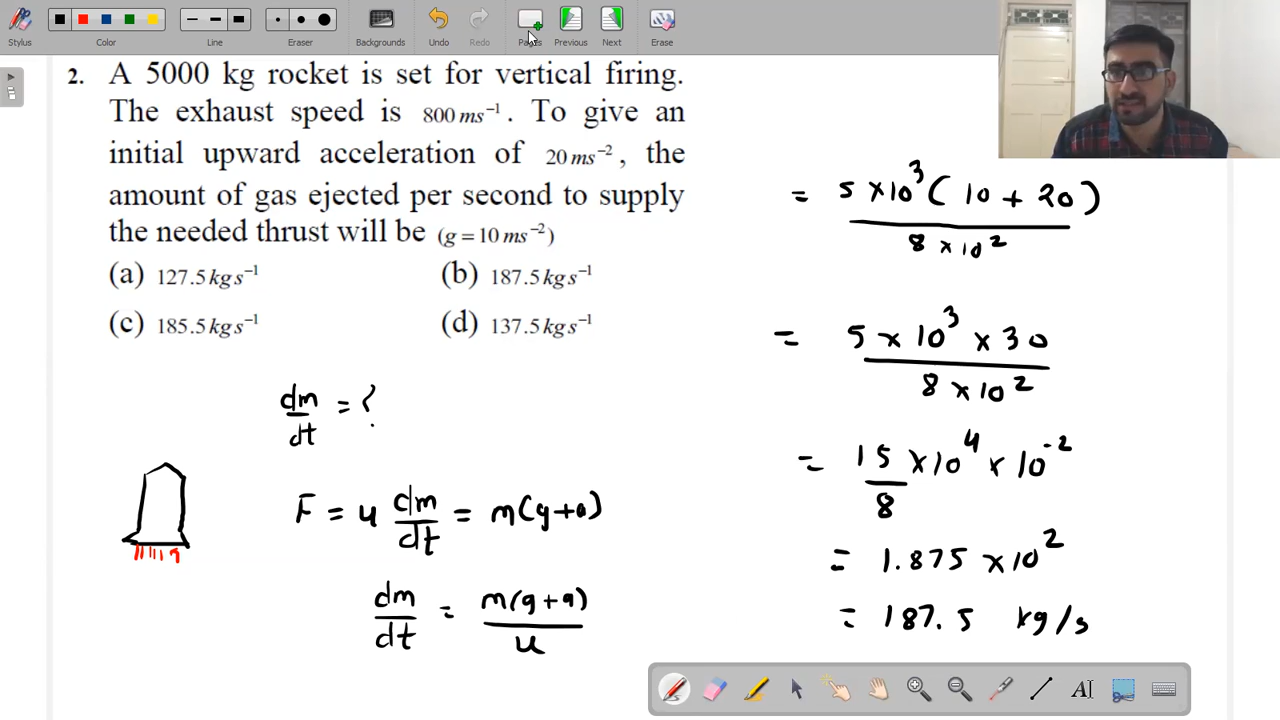 Stylus Color Line Eraser Backgrounds Undo Redo Pages Previous Next Erase
2. A 5000 kg rocket is set for vertical firing.
The exhaust speed is 800 ms⁻¹. To give an
initial upward acceleration of 20 ms⁻², the
amount of gas ejected per second to supply
the needed thrust will be (g = 10 ms⁻²)
(a) 127.5 kg s⁻¹ (b) 187.5 kg s⁻¹
(c) 185.5 kg s⁻¹ (d) 137.5 kg s⁻¹
dm/dt = ?
F = u dm/dt = m(g+a)
dm/dt = m(g+a)/u
= 5×10³(10+20)/8×10²
= 5×10³×30/8×10²
= 15/8 ×10⁴ × 10⁻²
= 1.875 ×10²
= 187.5 kg/s